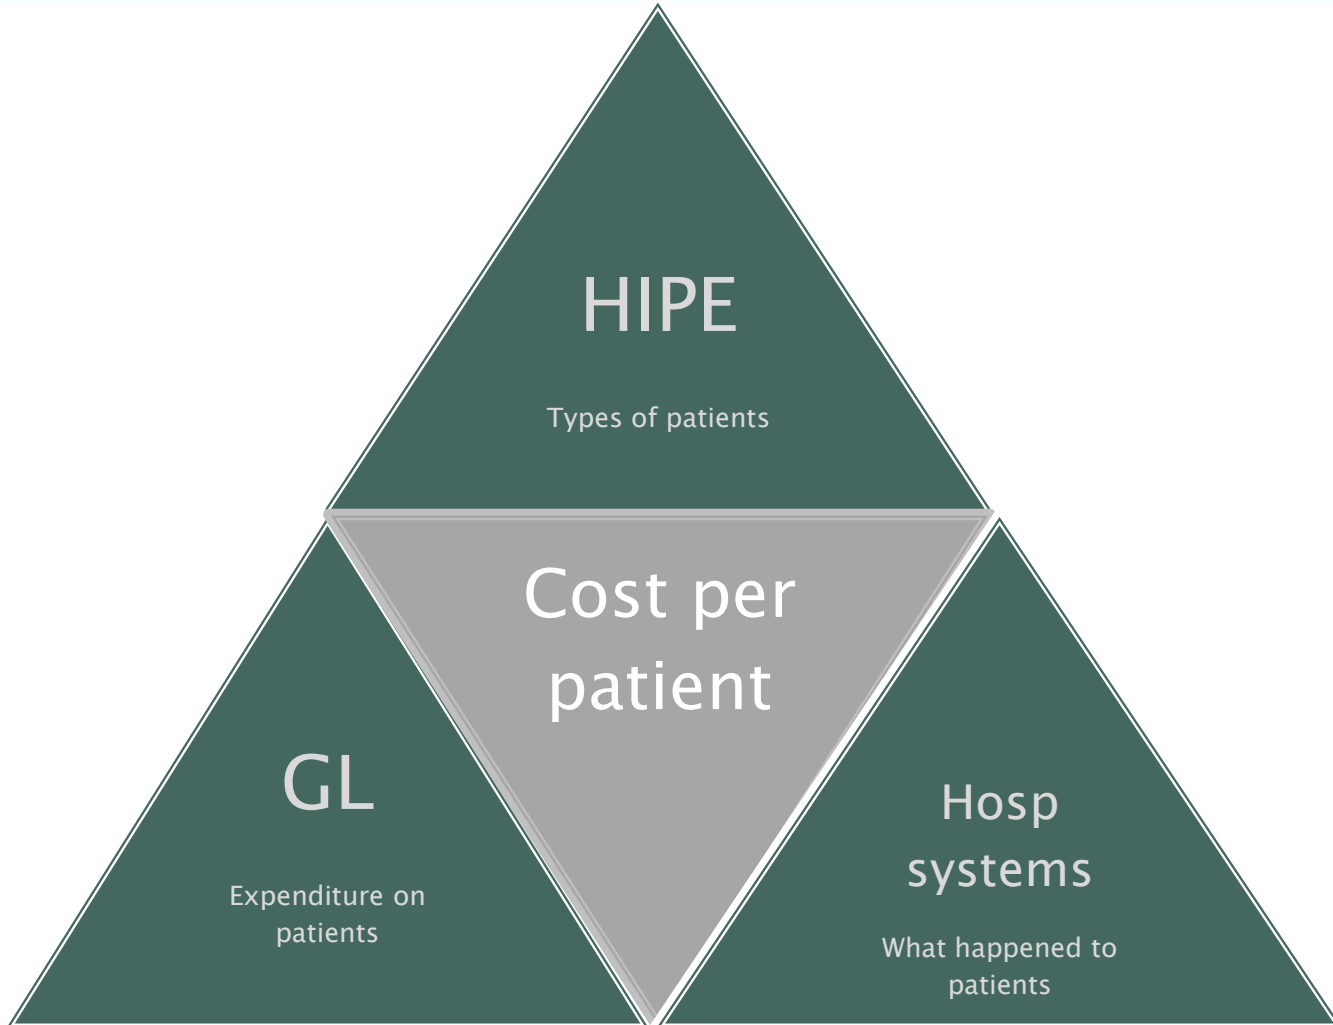 HIPE
Types of patients
Cost per
patient
GL
Expenditure on
patients
Hosp
systems
What happened to
patients